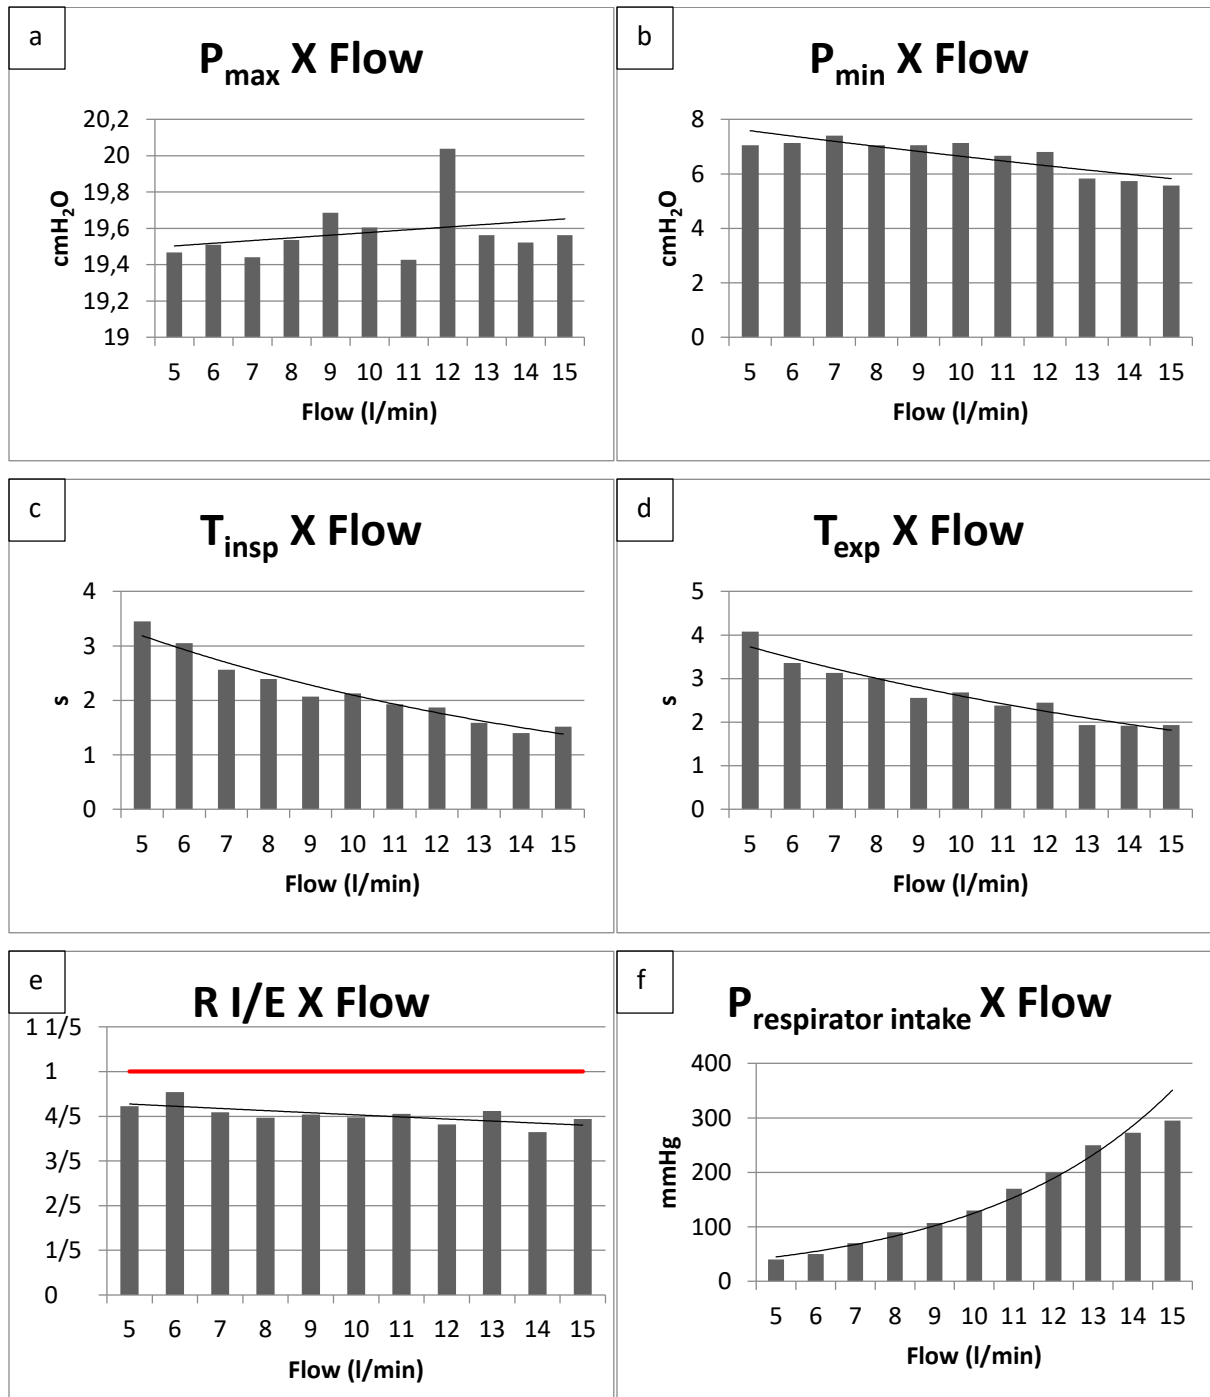 a
P_max X Flow
20,2
20
19,8
19,6
19,4
19,2
19
cmH₂O
5 6 7 8 9 10 11 12 13 14 15
Flow (l/min)
b
P_min X Flow
8
6
4
2
0
cmH₂O
5 6 7 8 9 10 11 12 13 14 15
Flow (l/min)
c
T_insp X Flow
4
3
2
1
0
s
5 6 7 8 9 10 11 12 13 14 15
Flow (l/min)
d
T_exp X Flow
5
4
3
2
1
0
s
5 6 7 8 9 10 11 12 13 14 15
Flow (l/min)
e
R I/E X Flow
1 1/5
1
4/5
3/5
2/5
1/5
0
5 6 7 8 9 10 11 12 13 14 15
Flow (l/min)
f
P_respirator intake X Flow
400
300
200
100
0
mmHg
5 6 7 8 9 10 11 12 13 14 15
Flow (l/min)